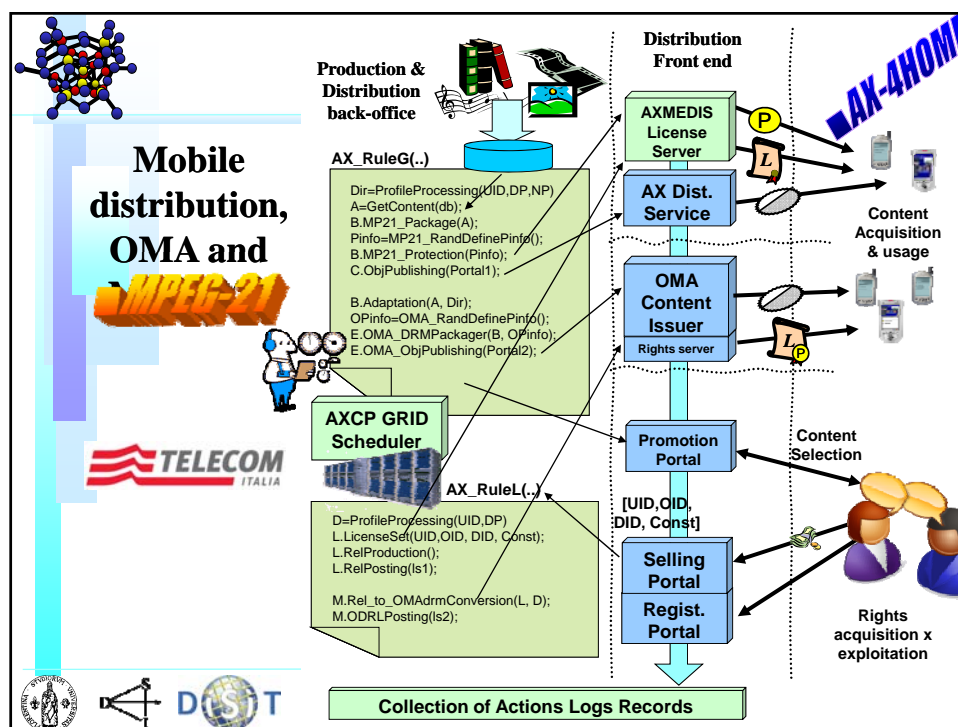 Mobile
distribution,
OMA and
MPEG-21
TELECOM
ITALIA
DISIT
Production &
Distribution
back-office
AX_RuleG(..)
Dir=ProfileProcessing(UID,DP,NP)
A=GetContent(db);
B.MP21_Package(A);
Pinfo=MP21_RandDefinePinfo();
B.MP21_Protection(Pinfo);
C.ObjPublishing(Portal1);
B.Adaptation(A, Dir);
OPinfo=OMA_RandDefinePinfo();
E.OMA_DRMPackager(B, OPinfo);
E.OMA_ObjPublishing(Portal2);
AXCP GRID
Scheduler
AX_RuleL(..)
D=ProfileProcessing(UID,DP)
L.LicenseSet(UID,OID, DID, Const);
L.RelProduction();
L.RelPosting(ls1);
M.Rel_to_OMAdrmConversion(L, D);
M.ODRLPosting(ls2);
Distribution
Front end
AXMEDIS
License
Server
AX Dist.
Service
OMA
Content
Issuer
Rights server
Promotion
Portal
[UID,OID,
DID, Const]
Selling
Portal
Regist.
Portal
Collection of Actions Logs Records
AX-4HOME
P
L
Content
Acquisition
& usage
L
P
Content
Selection
Rights
acquisition x
exploitation